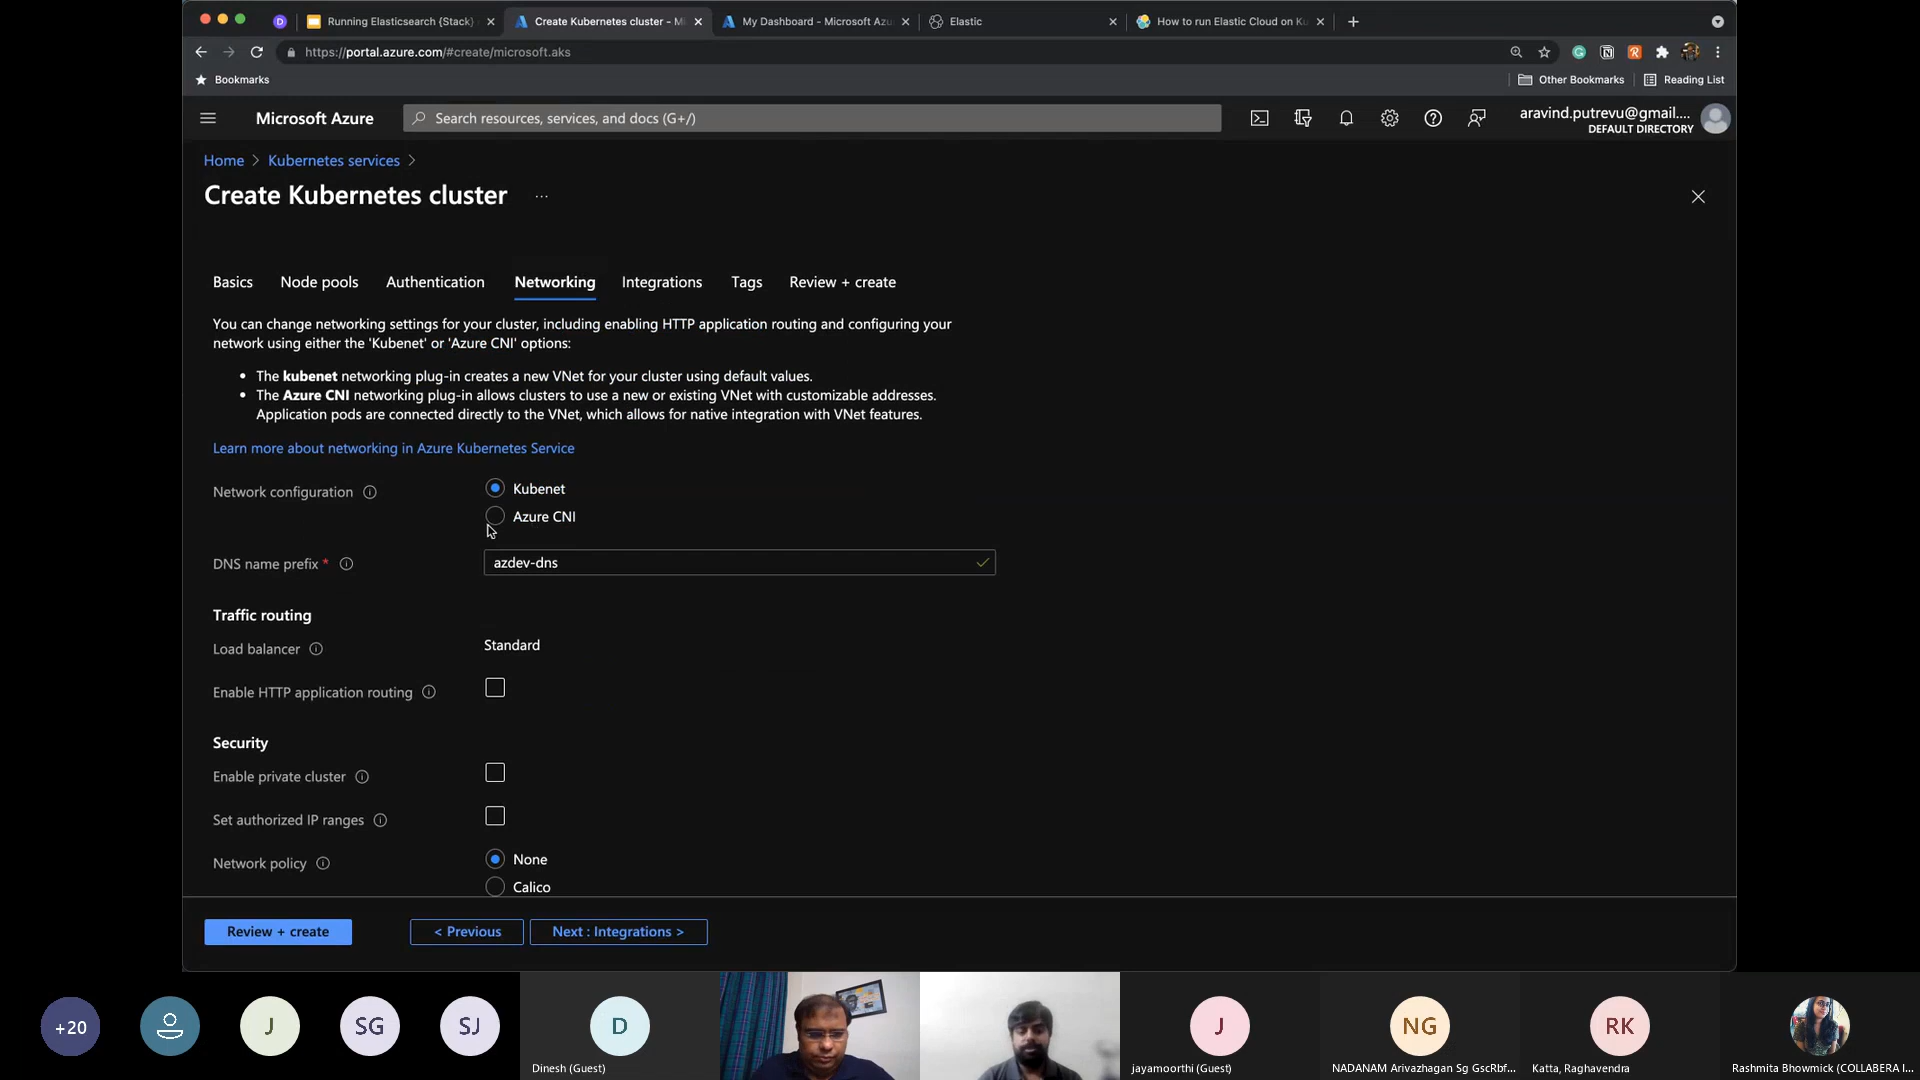 Running Elasticsearch {Stack}
Create Kubernetes cluster - M
My Dashboard - Microsoft Azu
Elastic
How to run Elastic Cloud on Ku
https://portal.azure.com/#create/microsoft.aks
Bookmarks
Other Bookmarks
Reading List
Microsoft Azure
Search resources, services, and docs (G+/)
aravind.putrevu@gmail....
DEFAULT DIRECTORY
Home > Kubernetes services >
Create Kubernetes cluster ...
Basics
Node pools
Authentication
Networking
Integrations
Tags
Review + create
You can change networking settings for your cluster, including enabling HTTP application routing and configuring your
network using either the 'Kubenet' or 'Azure CNI' options:
• The kubenet networking plug-in creates a new VNet for your cluster using default values.
• The Azure CNI networking plug-in allows clusters to use a new or existing VNet with customizable addresses.
Application pods are connected directly to the VNet, which allows for native integration with VNet features.
Learn more about networking in Azure Kubernetes Service
Network configuration
Kubenet
Azure CNI
DNS name prefix *
azdev-dns
Traffic routing
Load balancer
Standard
Enable HTTP application routing
Security
Enable private cluster
Set authorized IP ranges
Network policy
None
Calico
Review + create
< Previous
Next : Integrations >
+20
J
SG
SJ
D
Dinesh (Guest)
J
jayamoorthi (Guest)
NG
NADANAM Arivazhagan Sg GscRbf...
RK
Katta, Raghavendra
Rashmita Bhowmick (COLLABERA I...